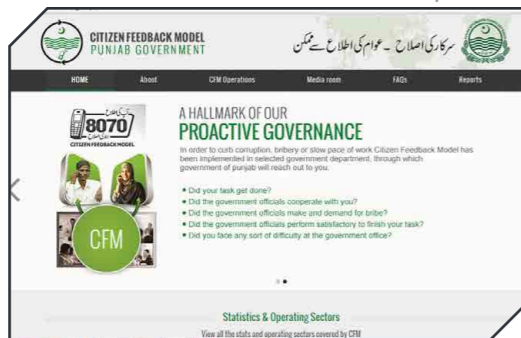 CITIZEN FEEDBACK MODEL
PUNJAB GOVERNMENT
سرکار کی اصلاح ۔ عوام کی اطلاع سے ممکن
HOME About CFM Operations Media room FAQs Reports
8070
CITIZEN FEEDBACK MODEL
CFM
A HALLMARK OF OUR
PROACTIVE GOVERNANCE
In order to curb corruption, bribery or slow pace of work Citizen Feedback Model has
been implemented in selected government department, through which
government of punjab will reach out to you.
• Did your task get done?
• Did the government officials cooperate with you?
• Did the government officials make and demand for bribe?
• Did the government officials perform satisfactory to finish your task?
• Did you face any sort of difficulty at the government office?
Statistics & Operating Sectors
View all the stats and operating sectors covered by CFM